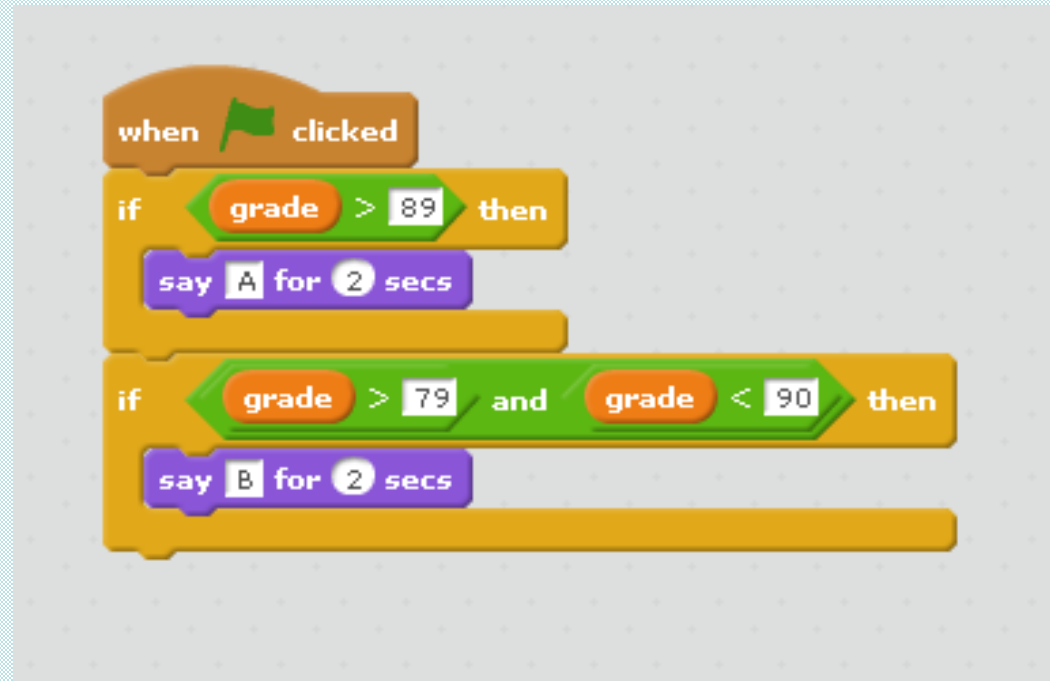 when clicked
if grade > 89 then
say A for 2 secs
if grade > 79 and grade < 90 then
say B for 2 secs